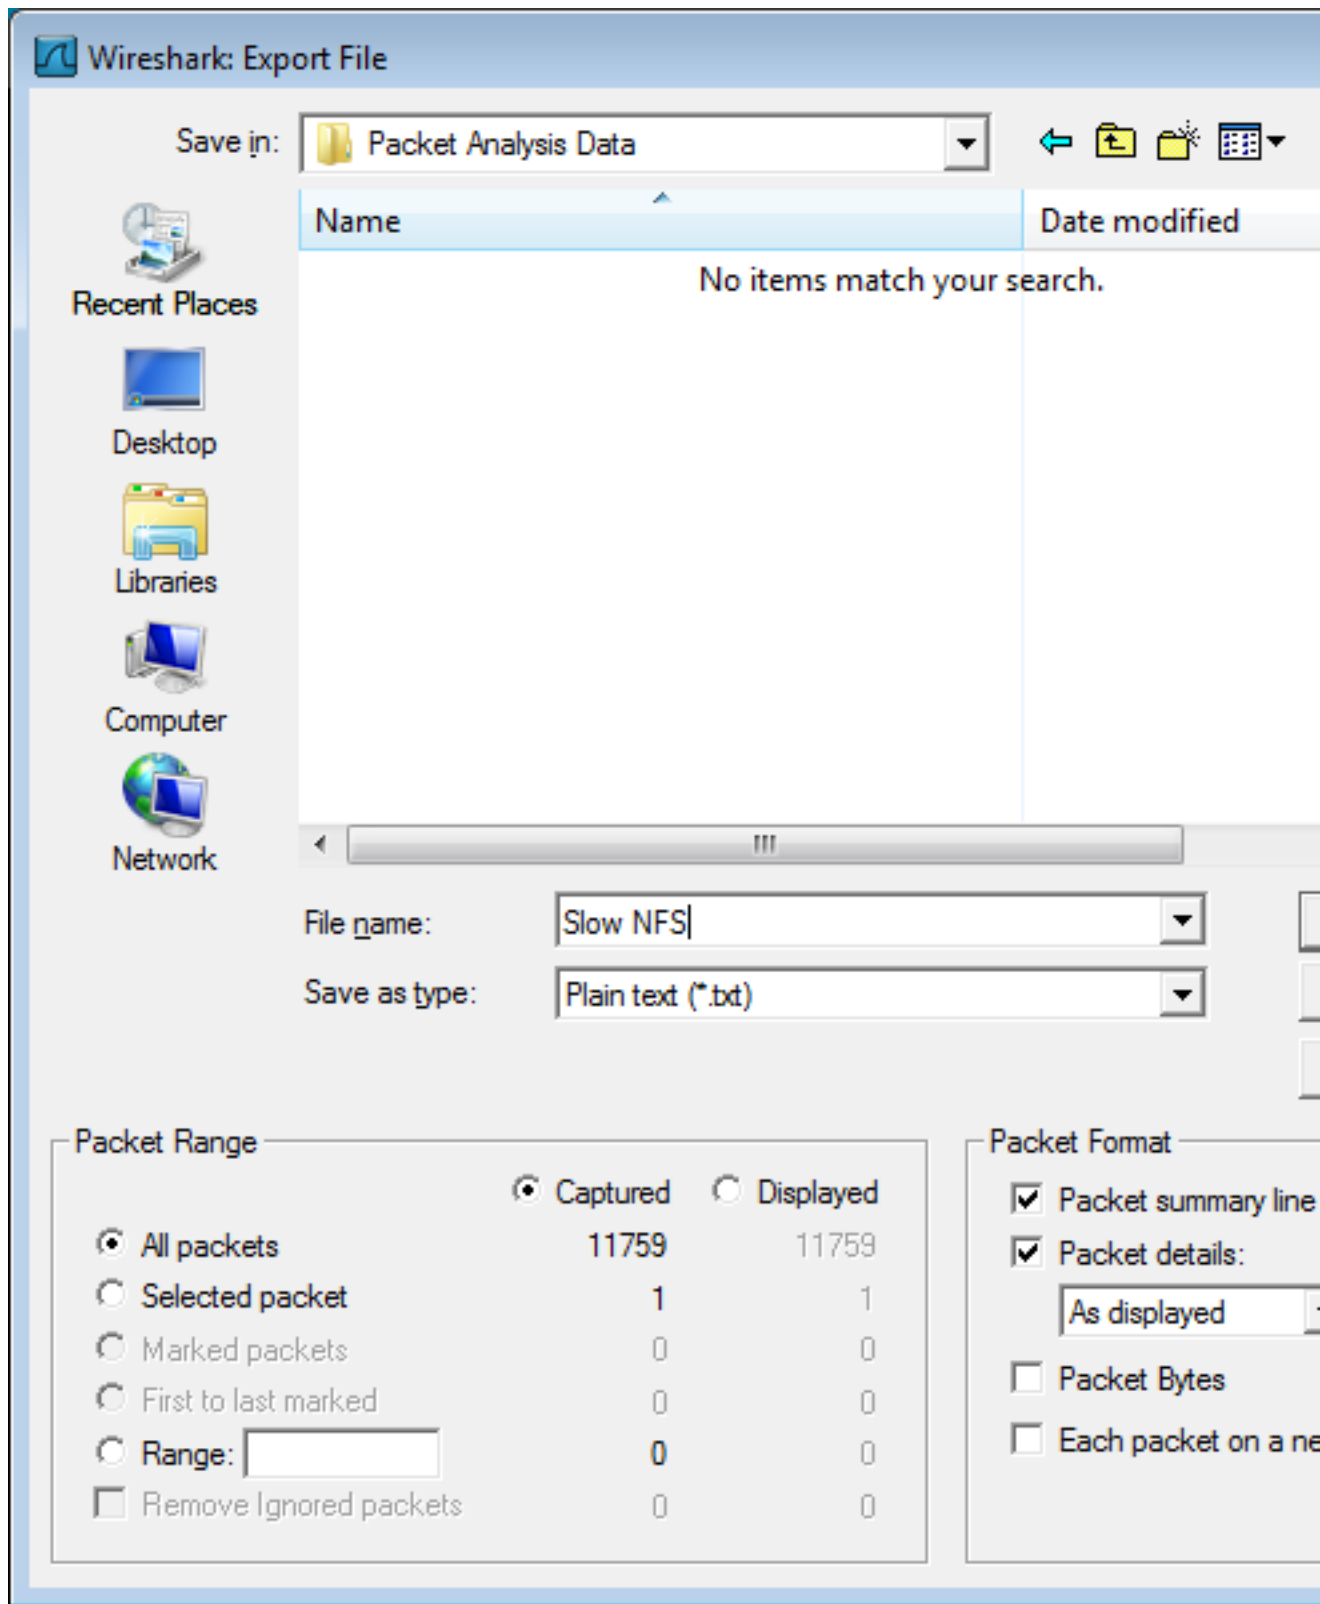 Wireshark: Export File
Save in: Packet Analysis Data
Name Date modified
No items match your search.
Recent Places
Desktop
Libraries
Computer
Network
File name: Slow NFS
Save as type: Plain text (*.txt)
Packet Range
Captured Displayed
All packets 11759 11759
Selected packet 1 1
Marked packets 0 0
First to last marked 0 0
Range: 0 0
Remove Ignored packets 0 0
Packet Format
Packet summary line
Packet details:
As displayed
Packet Bytes
Each packet on a ne